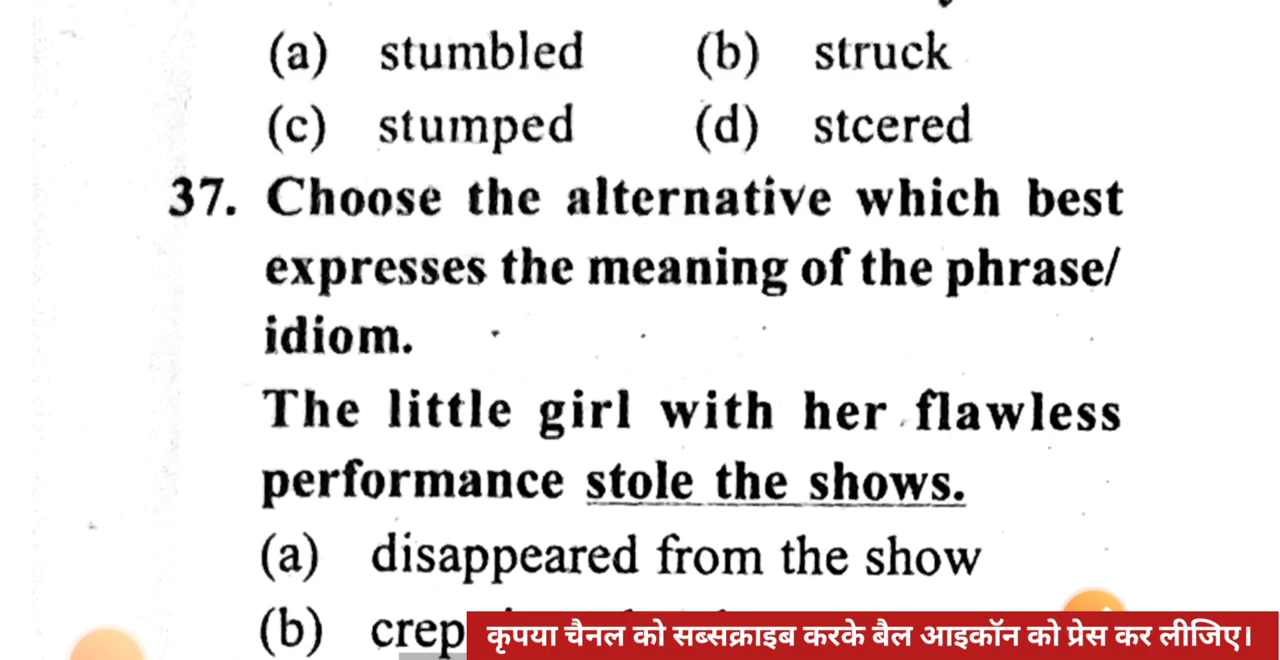 (a) stumbled (b) struck
(c) stumped (d) stcered
37. Choose the alternative which best
expresses the meaning of the phrase/
idiom.
The little girl with her flawless
performance stole the shows.
(a) disappeared from the show
(b) crep
कृपया चैनल को सब्सक्राइब करके बैल आइकॉन को प्रेस कर लीजिए।